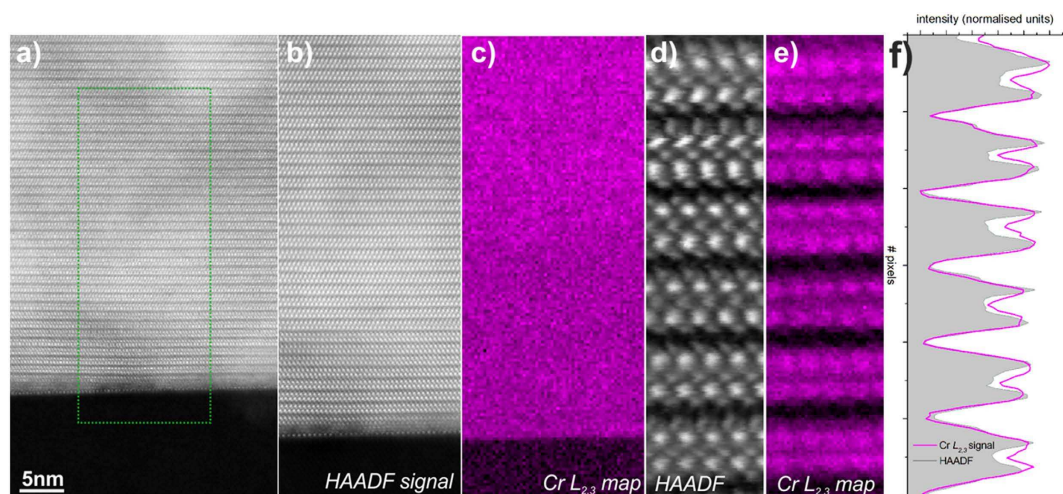 intensity (normalised units)
a)
b)
c)
d)
e)
f)
# pixels
Cr L2,3 signal
HAADF
5nm
HAADF signal
Cr L2,3 map
HAADF
Cr L2,3 map